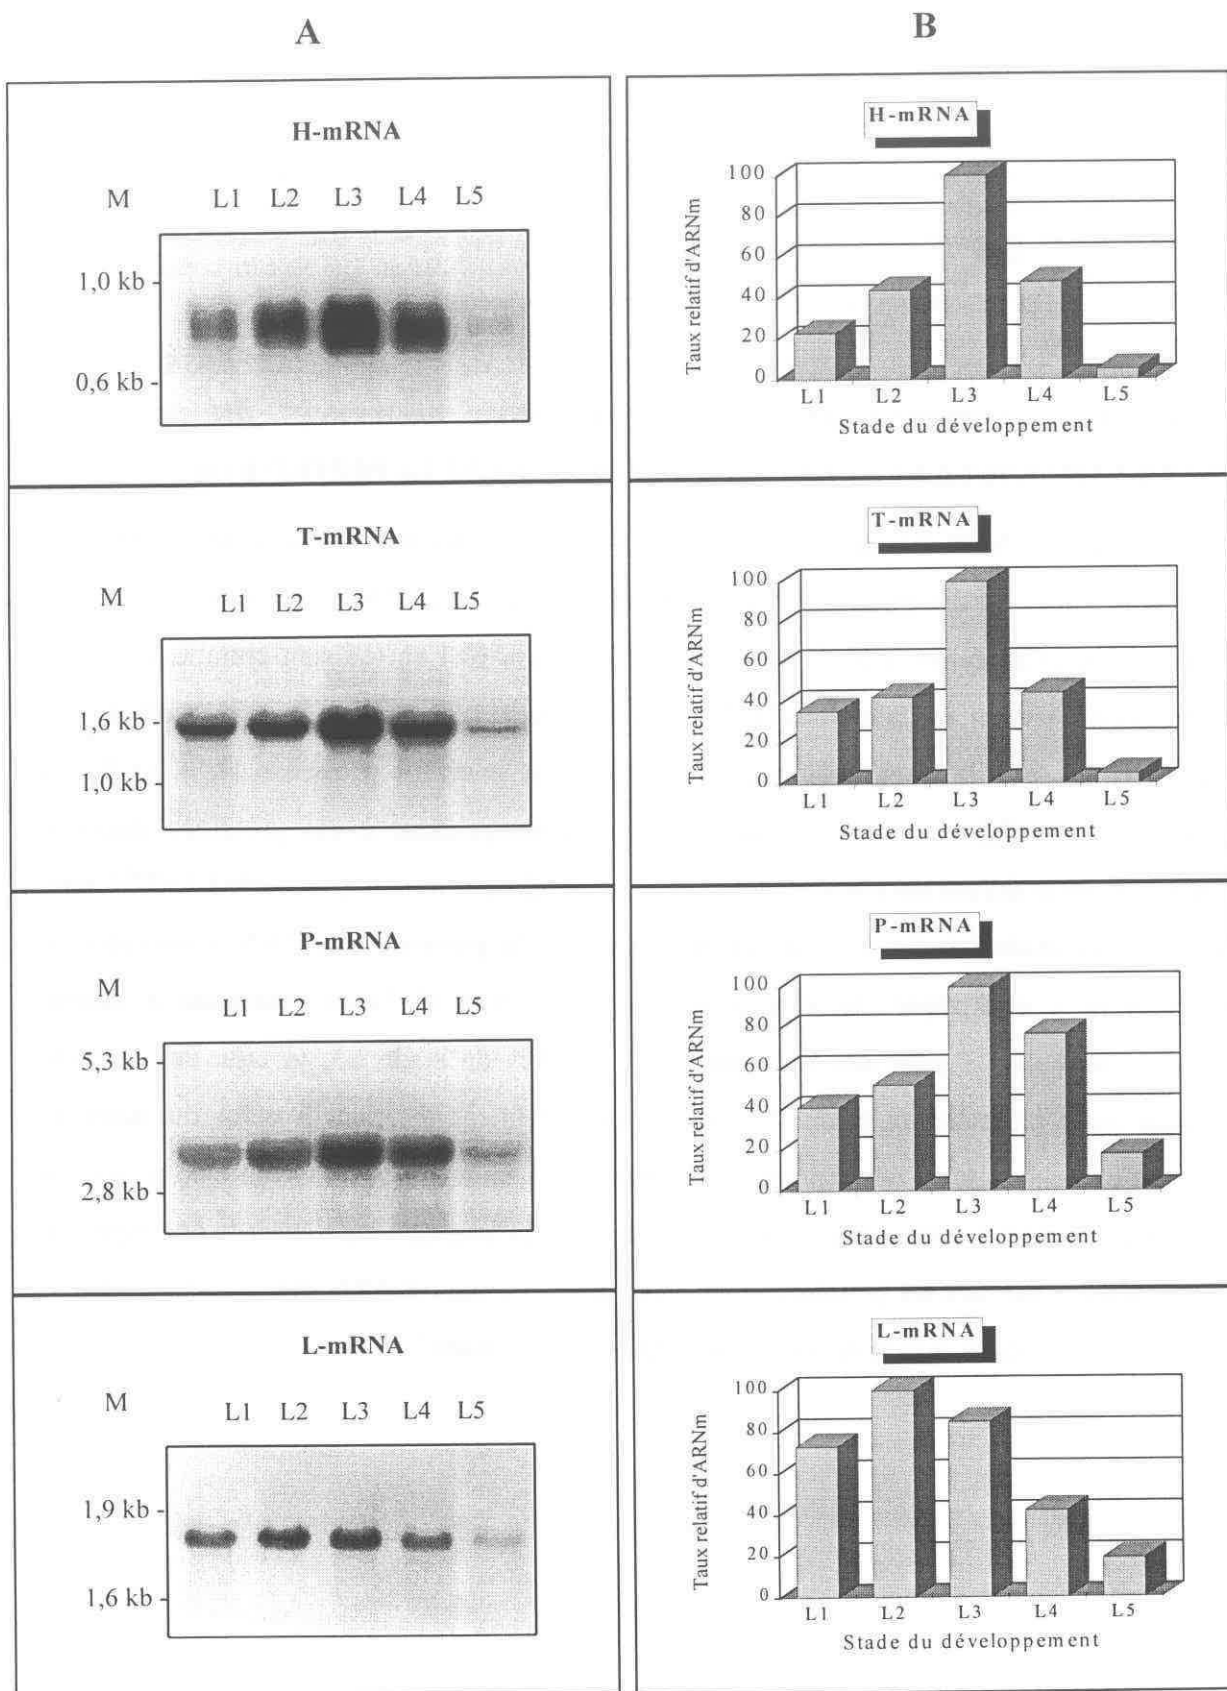 A
B
H-mRNA
M L1 L2 L3 L4 L5
1,0 kb -
0,6 kb -
H-mRNA
Taux relatif d'ARNm
100
80
60
40
20
0
L1 L2 L3 L4 L5
Stade du développement
T-mRNA
M L1 L2 L3 L4 L5
1,6 kb -
1,0 kb -
T-mRNA
Taux relatif d'ARNm
100
80
60
40
20
0
L1 L2 L3 L4 L5
Stade du développement
P-mRNA
M L1 L2 L3 L4 L5
5,3 kb -
2,8 kb -
P-mRNA
Taux relatif d'ARNm
100
80
60
40
20
0
L1 L2 L3 L4 L5
Stade du développement
L-mRNA
M L1 L2 L3 L4 L5
1,9 kb -
1,6 kb -
L-mRNA
Taux relatif d'ARNm
100
80
60
40
20
0
L1 L2 L3 L4 L5
Stade du développement